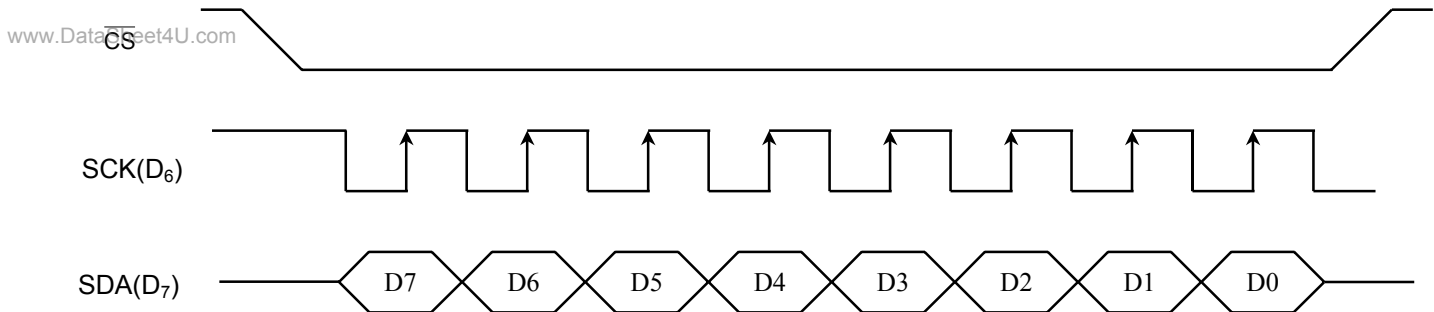 www.DataSheet4U.com
CS
SCK(D6)
SDA(D7) D7 D6 D5 D4 D3 D2 D1 D0